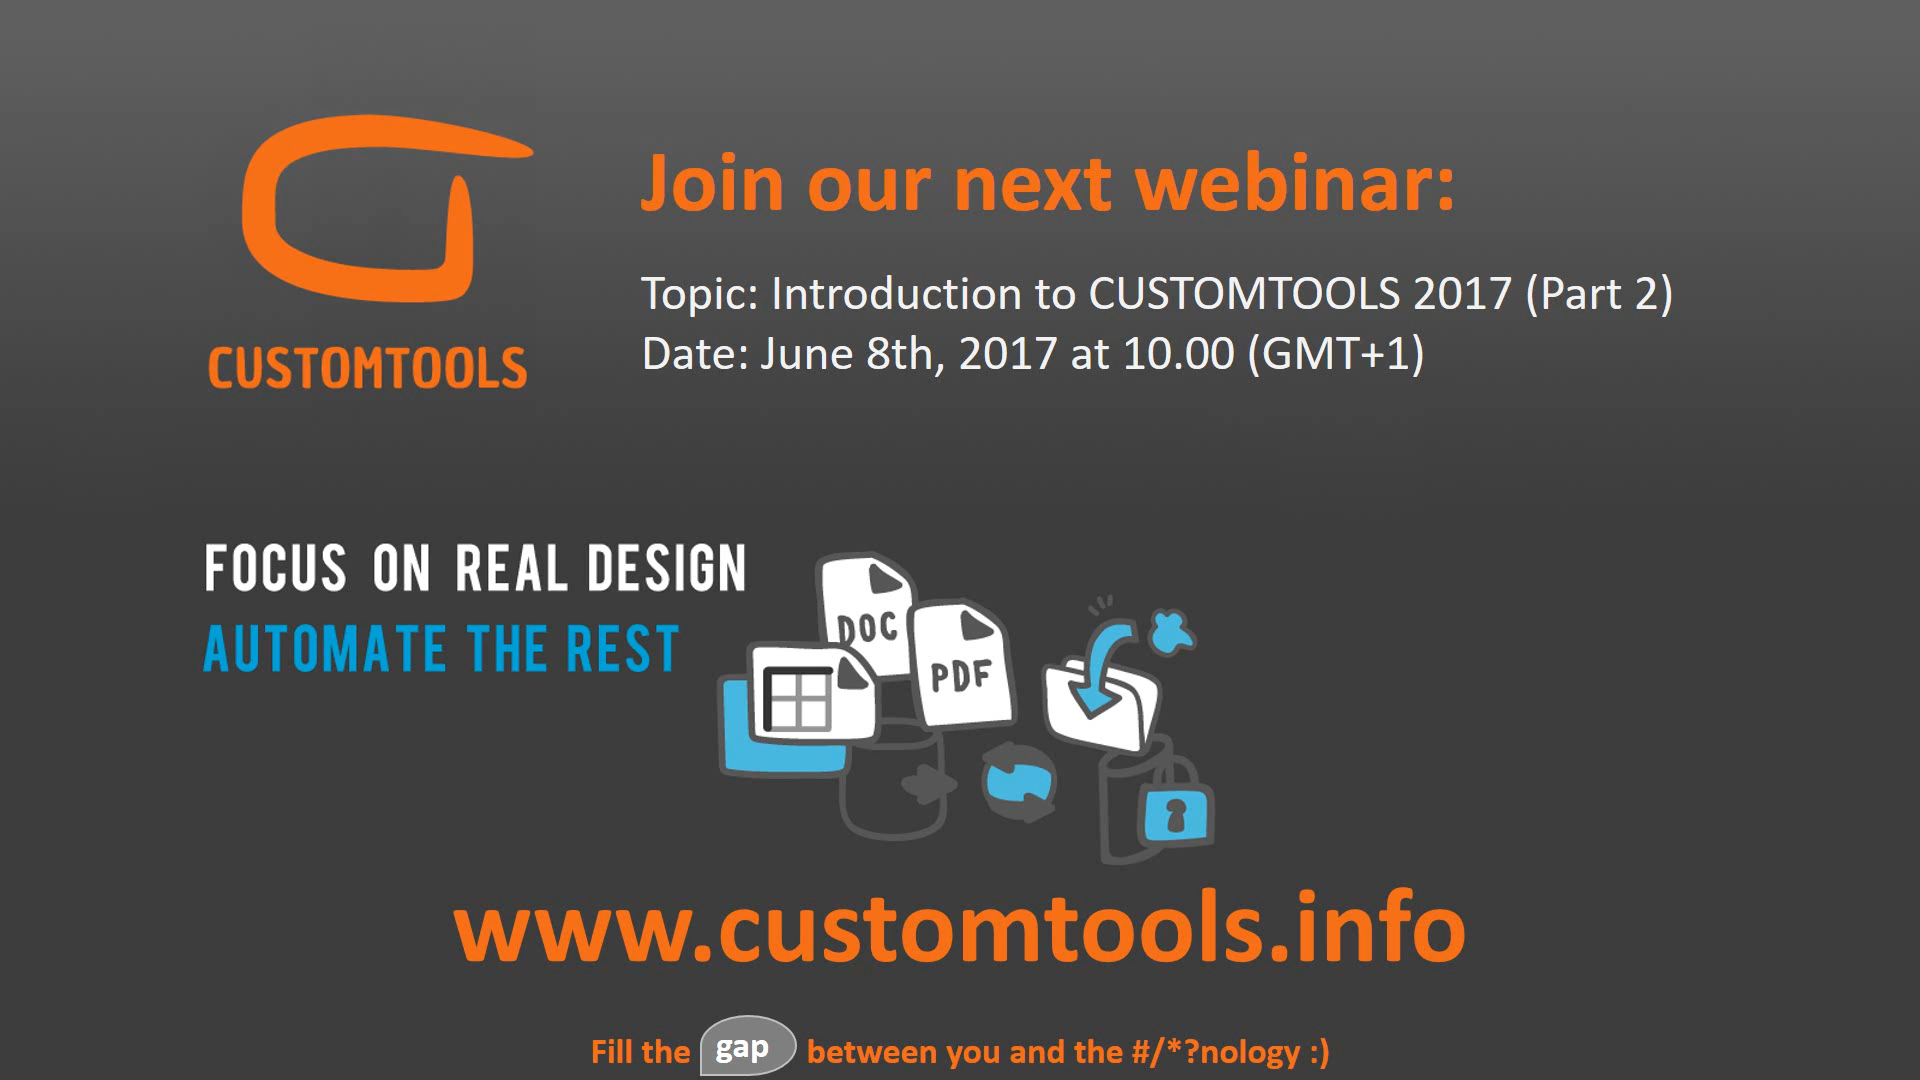 CUSTOMTOOLS
Join our next webinar:
Topic: Introduction to CUSTOMTOOLS 2017 (Part 2)
Date: June 8th, 2017 at 10.00 (GMT+1)
FOCUS ON REAL DESIGN
AUTOMATE THE REST
DOC
PDF
www.customtools.info
Fill the gap between you and the #/*?nology :)